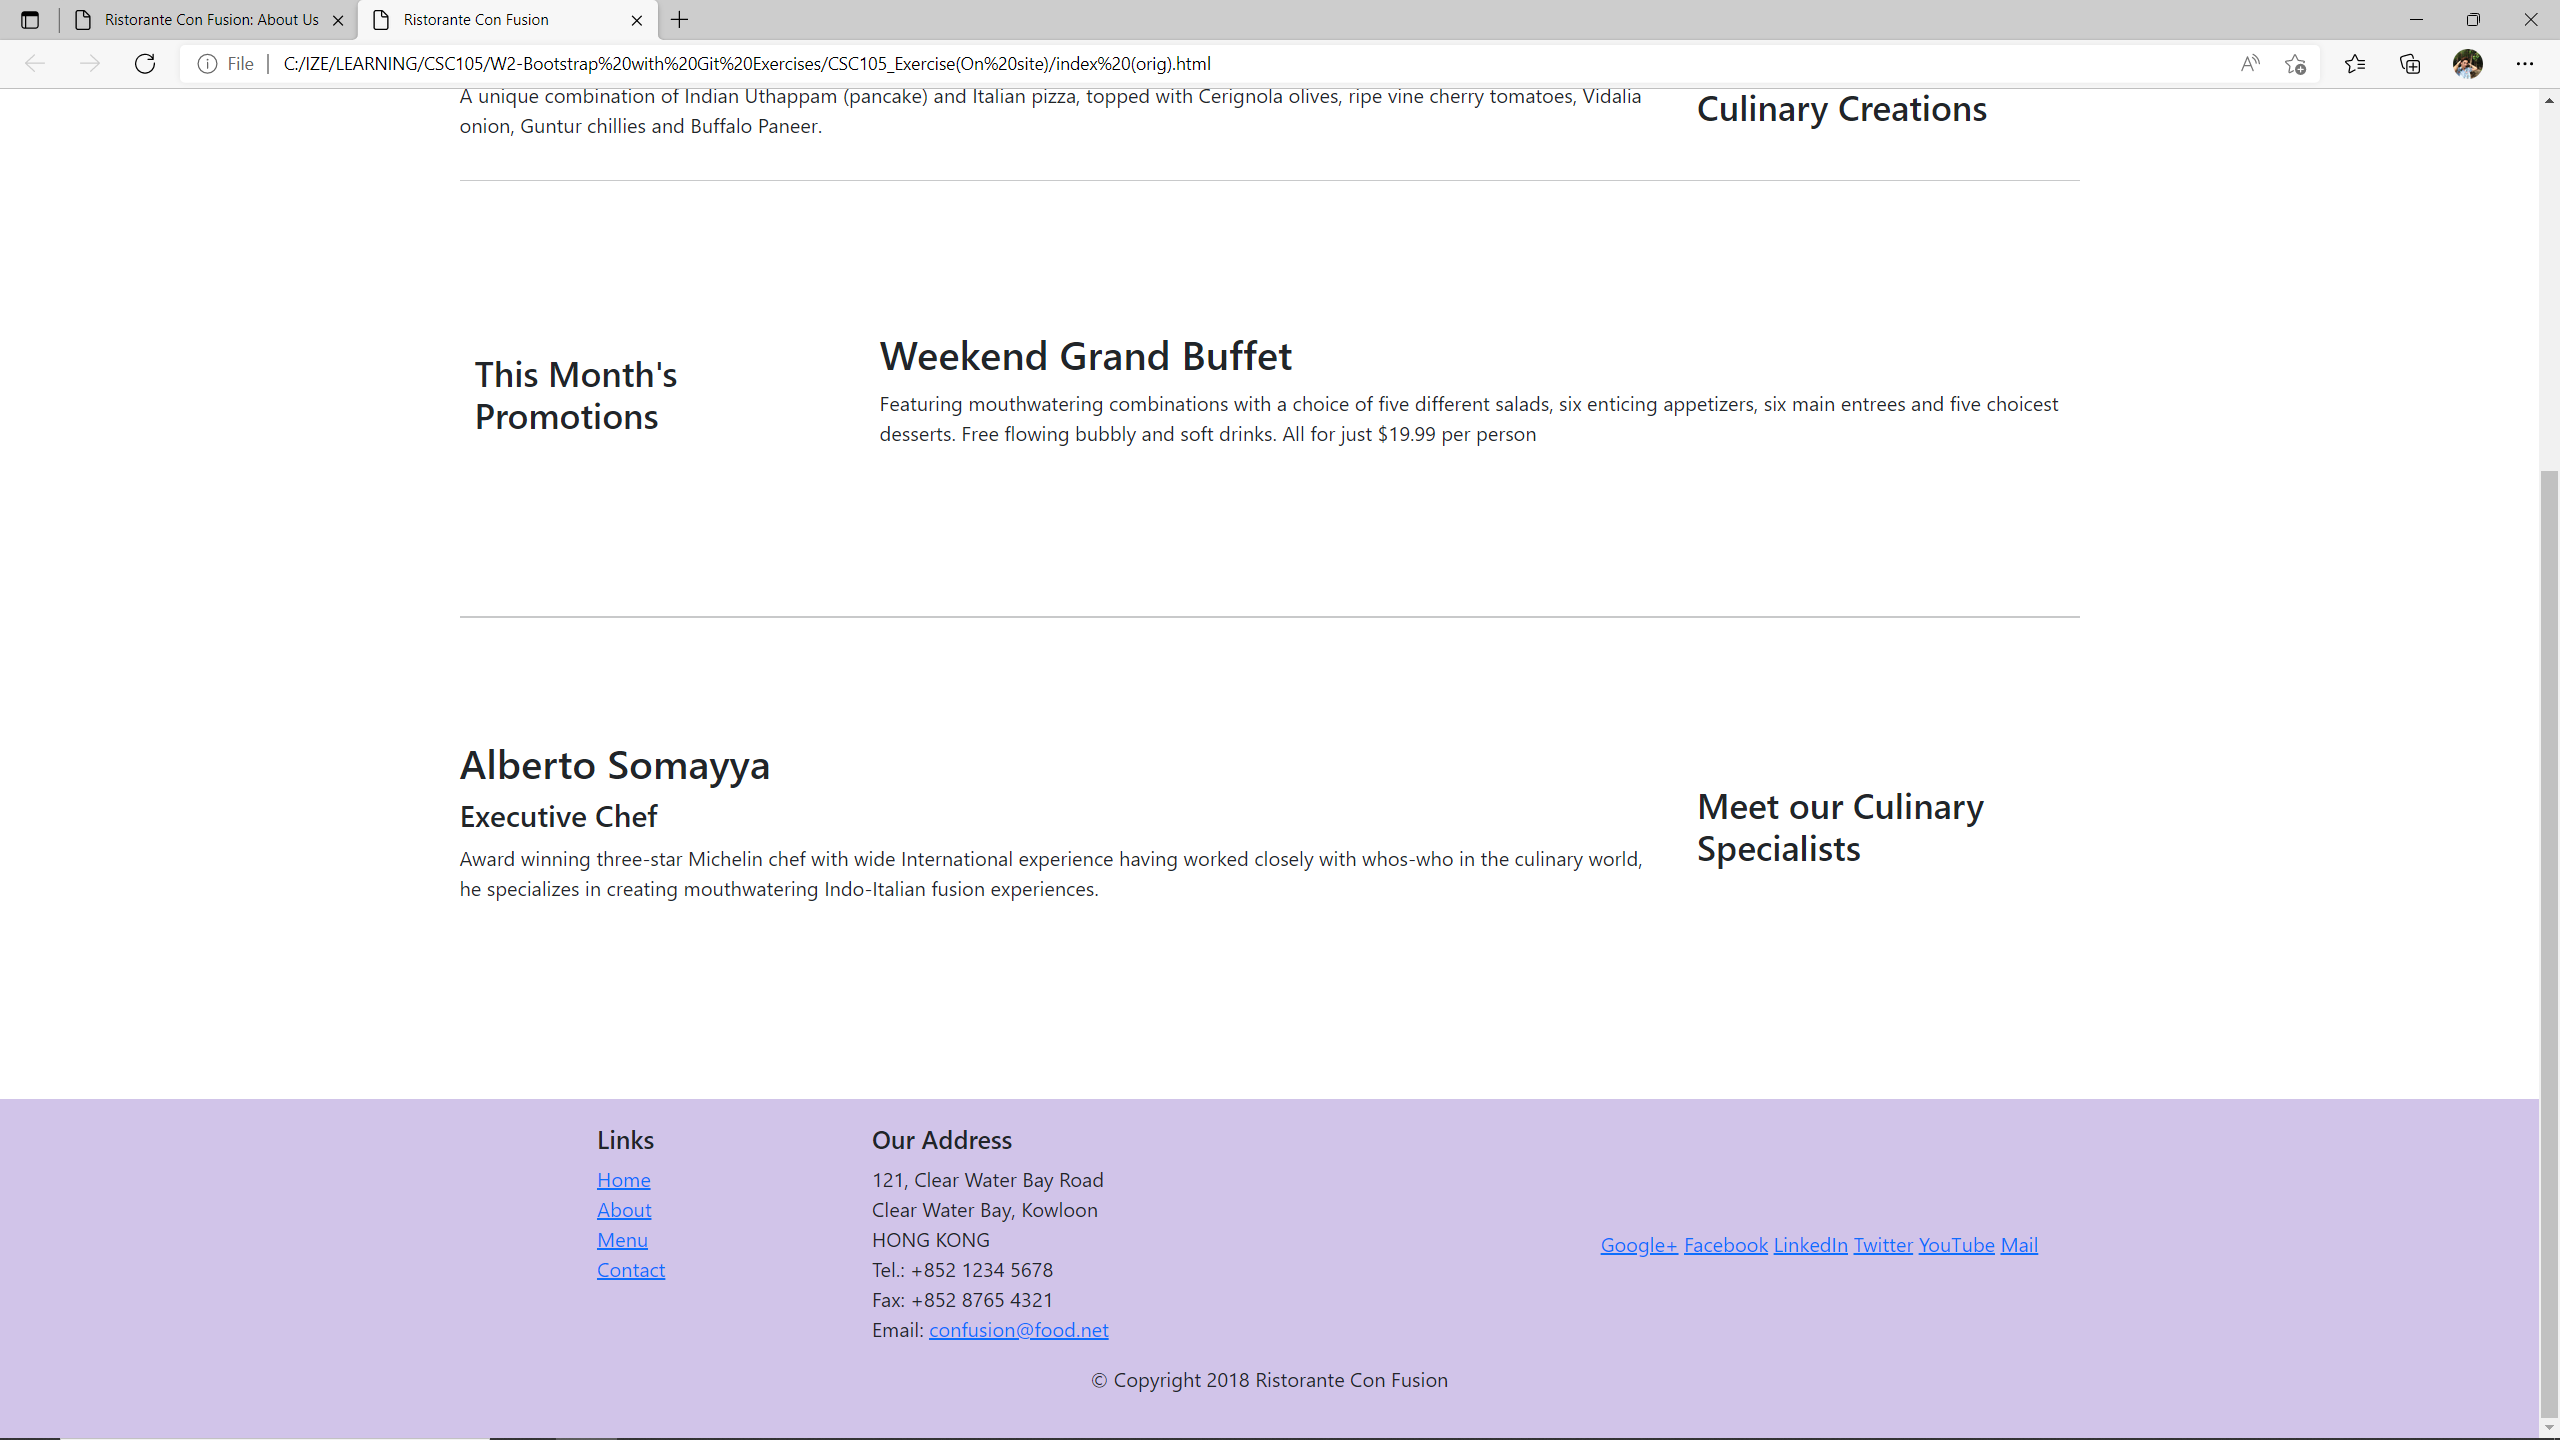 Ristorante Con Fusion: About Us
Ristorante Con Fusion
File
C:/IZE/LEARNING/CSC105/W2-Bootstrap%20with%20Git%20Exercises/CSC105_Exercise(On%20site)/index%20(orig).html
A unique combination of Indian Uthappam (pancake) and Italian pizza, topped with Cerignola olives, ripe vine cherry tomatoes, Vidalia
onion, Guntur chillies and Buffalo Paneer.
Culinary Creations
This Month's
Promotions
Weekend Grand Buffet
Featuring mouthwatering combinations with a choice of five different salads, six enticing appetizers, six main entrees and five choicest
desserts. Free flowing bubbly and soft drinks. All for just $19.99 per person
Alberto Somayya
Executive Chef
Award winning three-star Michelin chef with wide International experience having worked closely with whos-who in the culinary world,
he specializes in creating mouthwatering Indo-Italian fusion experiences.
Meet our Culinary
Specialists
Links
Home
About
Menu
Contact
Our Address
121, Clear Water Bay Road
Clear Water Bay, Kowloon
HONG KONG
Tel.: +852 1234 5678
Fax: +852 8765 4321
Email: confusion@food.net
Google+ Facebook LinkedIn Twitter YouTube Mail
© Copyright 2018 Ristorante Con Fusion